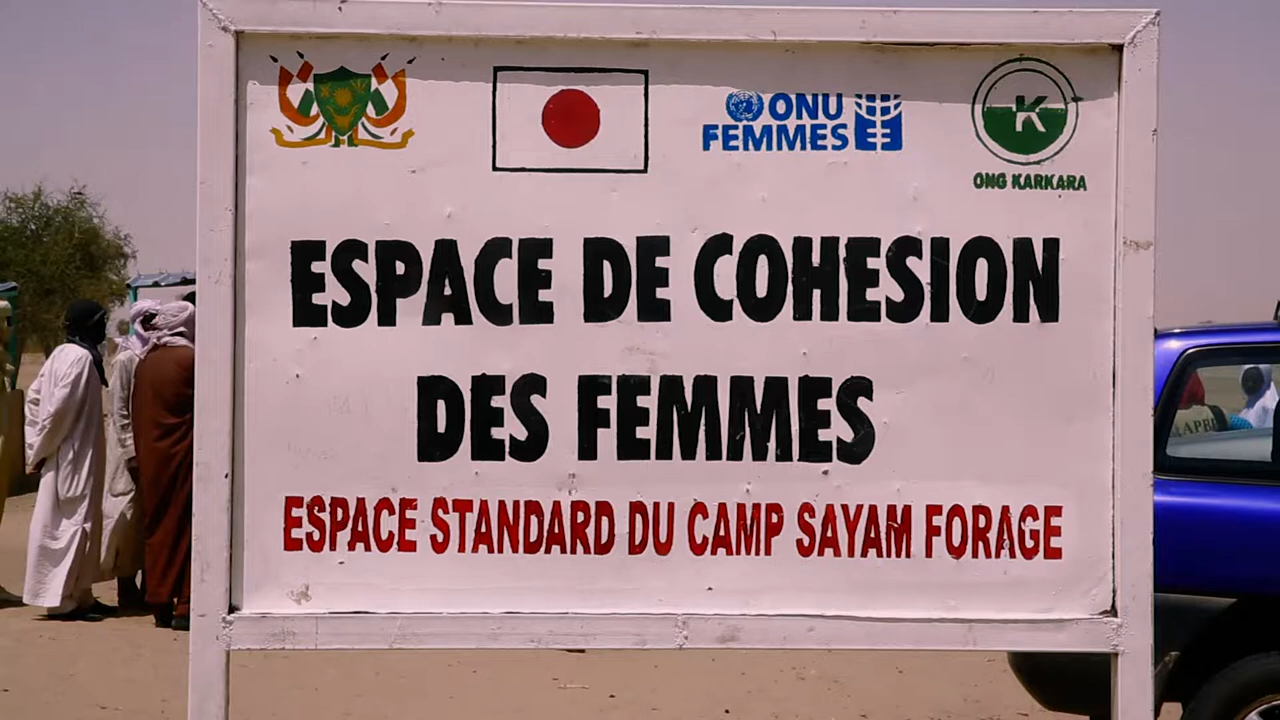 ONU
FEMMES
K
ONG KARKARA
ESPACE DE COHESION
DES FEMMES
ESPACE STANDARD DU CAMP SAYAM FORAGE